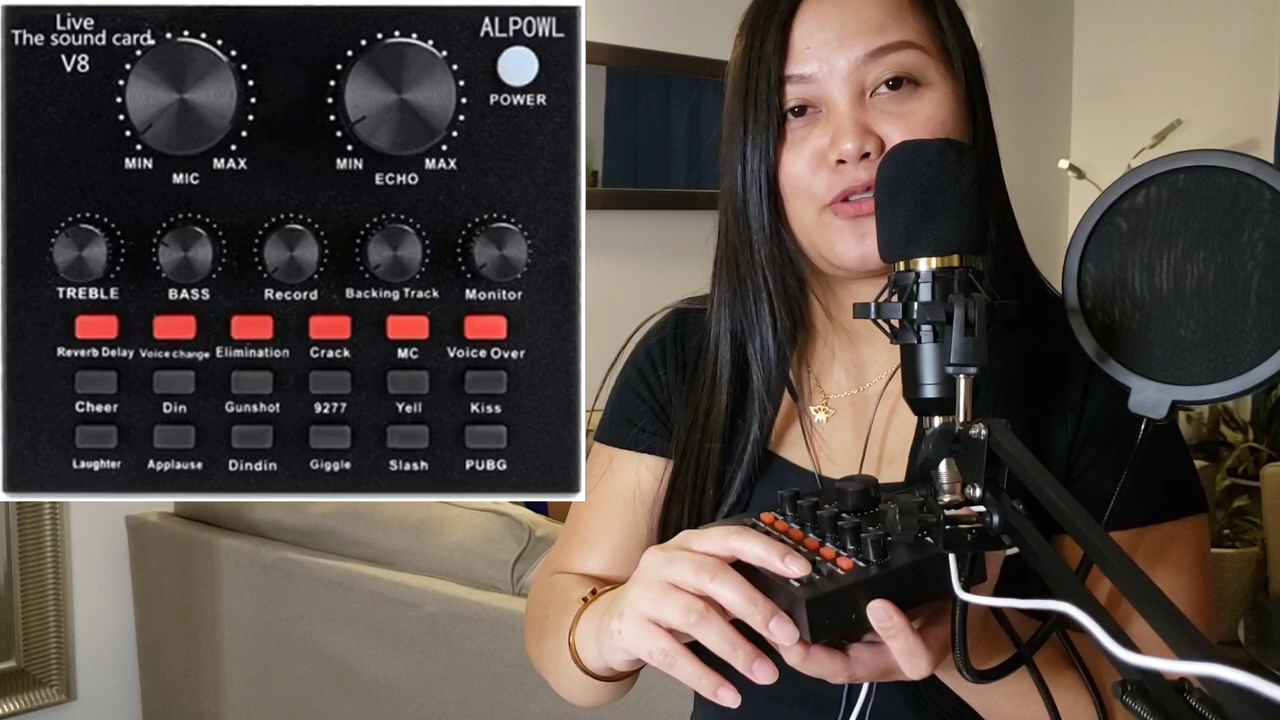 Live
The sound card
V8
ALPOWL
POWER
MIN MAX
MIC
MIN MAX
ECHO
TREBLE BASS Record Backing Track Monitor
Reverb Delay Voice change Elimination Crack MC Voice Over
Cheer Din Gunshot 9277 Yell Kiss
Laughter Applause Dindin Giggle Slash PUBG